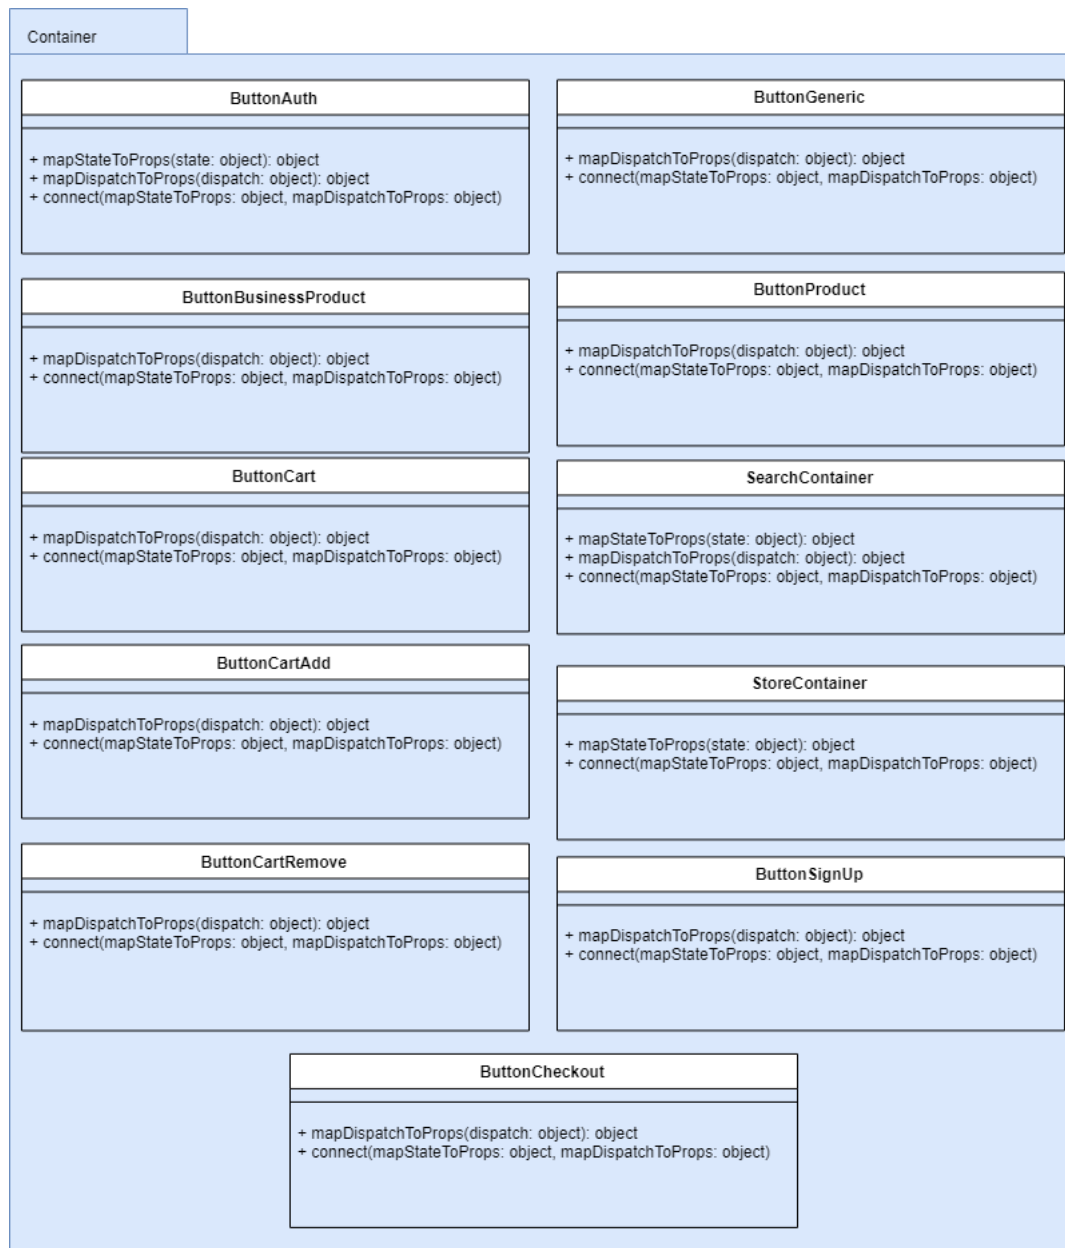 Container
ButtonAuth
+ mapStateToProps(state: object): object
+ mapDispatchToProps(dispatch: object): object
+ connect(mapStateToProps: object, mapDispatchToProps: object)
ButtonGeneric
+ mapDispatchToProps(dispatch: object): object
+ connect(mapStateToProps: object, mapDispatchToProps: object)
ButtonBusinessProduct
+ mapDispatchToProps(dispatch: object): object
+ connect(mapStateToProps: object, mapDispatchToProps: object)
ButtonProduct
+ mapDispatchToProps(dispatch: object): object
+ connect(mapStateToProps: object, mapDispatchToProps: object)
ButtonCart
+ mapDispatchToProps(dispatch: object): object
+ connect(mapStateToProps: object, mapDispatchToProps: object)
SearchContainer
+ mapStateToProps(state: object): object
+ mapDispatchToProps(dispatch: object): object
+ connect(mapStateToProps: object, mapDispatchToProps: object)
ButtonCartAdd
+ mapDispatchToProps(dispatch: object): object
+ connect(mapStateToProps: object, mapDispatchToProps: object)
StoreContainer
+ mapStateToProps(state: object): object
+ connect(mapStateToProps: object, mapDispatchToProps: object)
ButtonCartRemove
+ mapDispatchToProps(dispatch: object): object
+ connect(mapStateToProps: object, mapDispatchToProps: object)
ButtonSignUp
+ mapDispatchToProps(dispatch: object): object
+ connect(mapStateToProps: object, mapDispatchToProps: object)
ButtonCheckout
+ mapDispatchToProps(dispatch: object): object
+ connect(mapStateToProps: object, mapDispatchToProps: object)